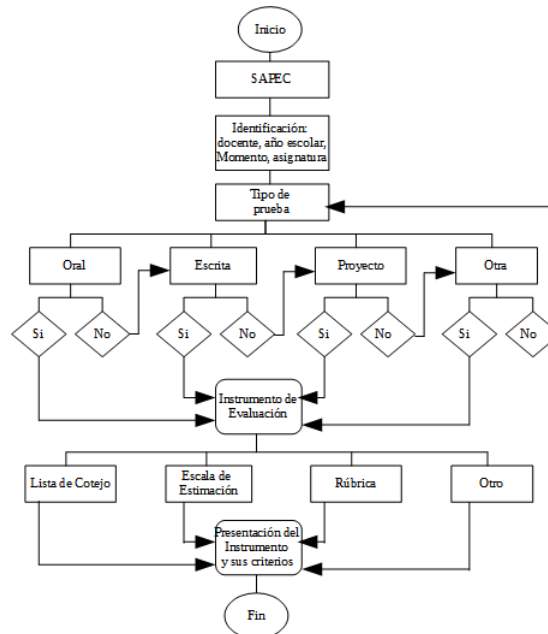 Inicio
SAPEC
Identificación:
docente, año escolar,
Momento, asignatura
Tipo de
prueba
Oral
Escrita
Proyecto
Otra
Si
No
Si
No
Si
No
Si
No
Instrumento de
Evaluación
Lista de Cotejo
Escala de
Estimación
Rúbrica
Otro
Presentación del
Instrumento
y sus criterios
Fin